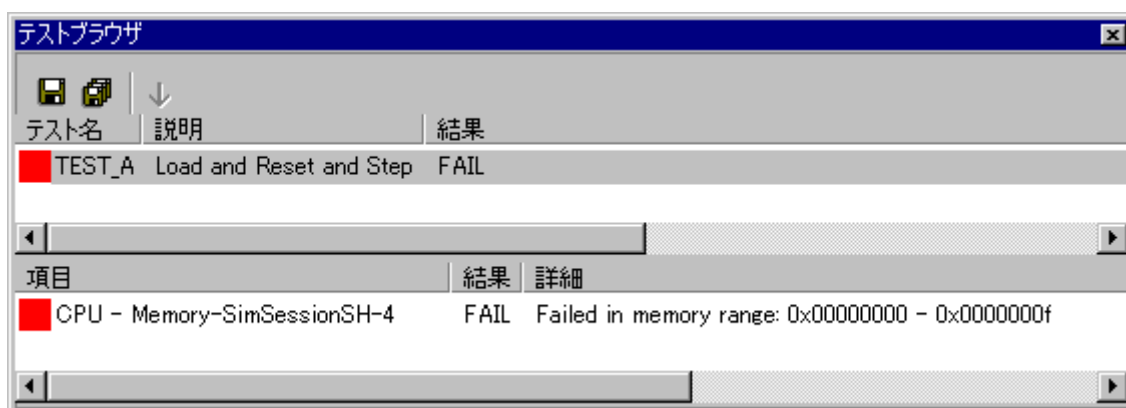 テストブラウザ
テスト名 説明 結果
TEST_A Load and Reset and Step FAIL
項目 結果 詳細
CPU - Memory-SimSessionSH-4 FAIL Failed in memory range: 0x00000000 - 0x0000000f